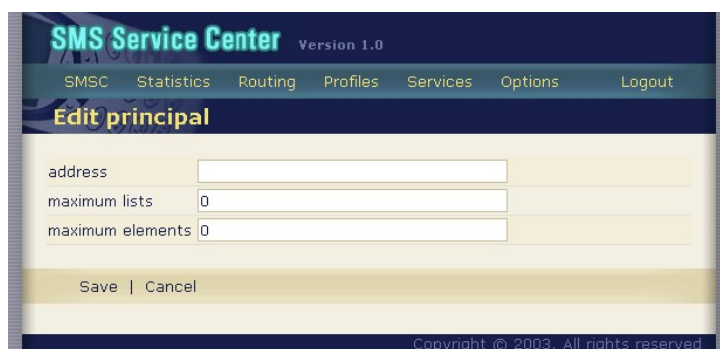 SMS Service Center Version 1.0
SMSC Statistics Routing Profiles Services Options Logout
Edit principal
address
maximum lists 0
maximum elements 0
Save | Cancel
Copyright © 2003. All rights reserved